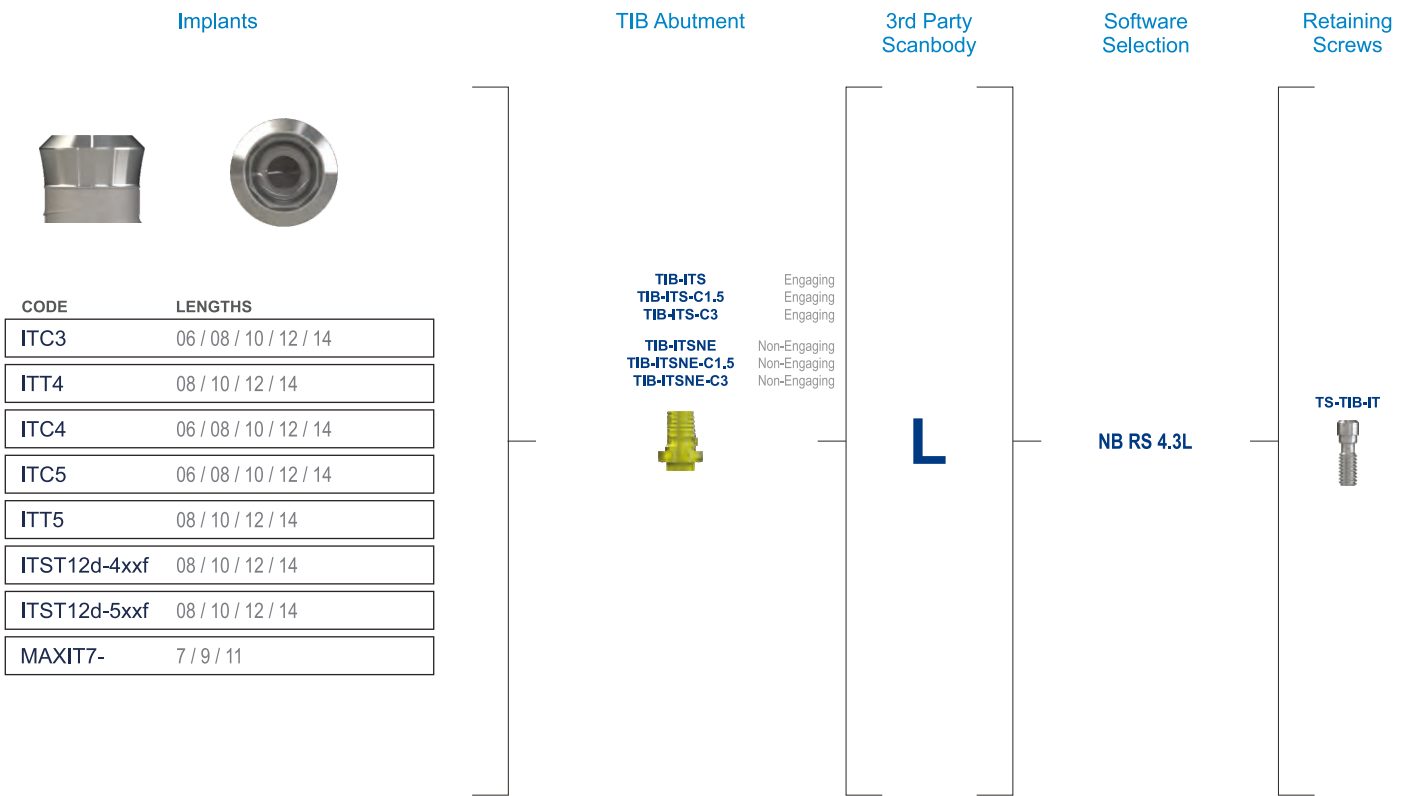 Implants
TIB Abutment
3rd Party
Scanbody
Software
Selection
Retaining
Screws
CODE LENGTHS
ITC3 06 / 08 / 10 / 12 / 14
ITT4 08 / 10 / 12 / 14
ITC4 06 / 08 / 10 / 12 / 14
ITC5 06 / 08 / 10 / 12 / 14
ITT5 08 / 10 / 12 / 14
ITST12d-4xxf 08 / 10 / 12 / 14
ITST12d-5xxf 08 / 10 / 12 / 14
MAXIT7- 7 / 9 / 11
TIB-ITS Engaging
TIB-ITS-C1.5 Engaging
TIB-ITS-C3 Engaging
TIB-ITSNE Non-Engaging
TIB-ITSNE-C1.5 Non-Engaging
TIB-ITSNE-C3 Non-Engaging
L
NB RS 4.3L
TS-TIB-IT